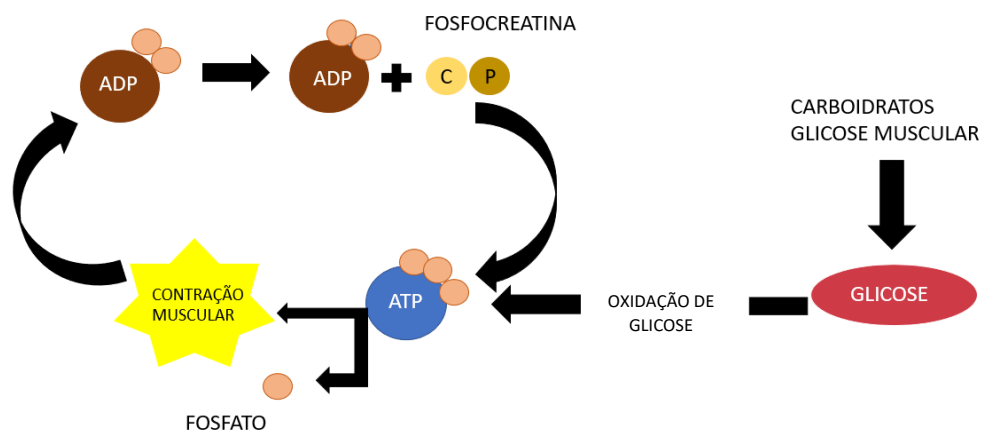 FOSFOCREATINA
ADP
ADP
C
P
CARBOIDRATOS
GLICOSE MUSCULAR
CONTRAÇÃO
MUSCULAR
ATP
OXIDAÇÃO DE
GLICOSE
GLICOSE
FOSFATO